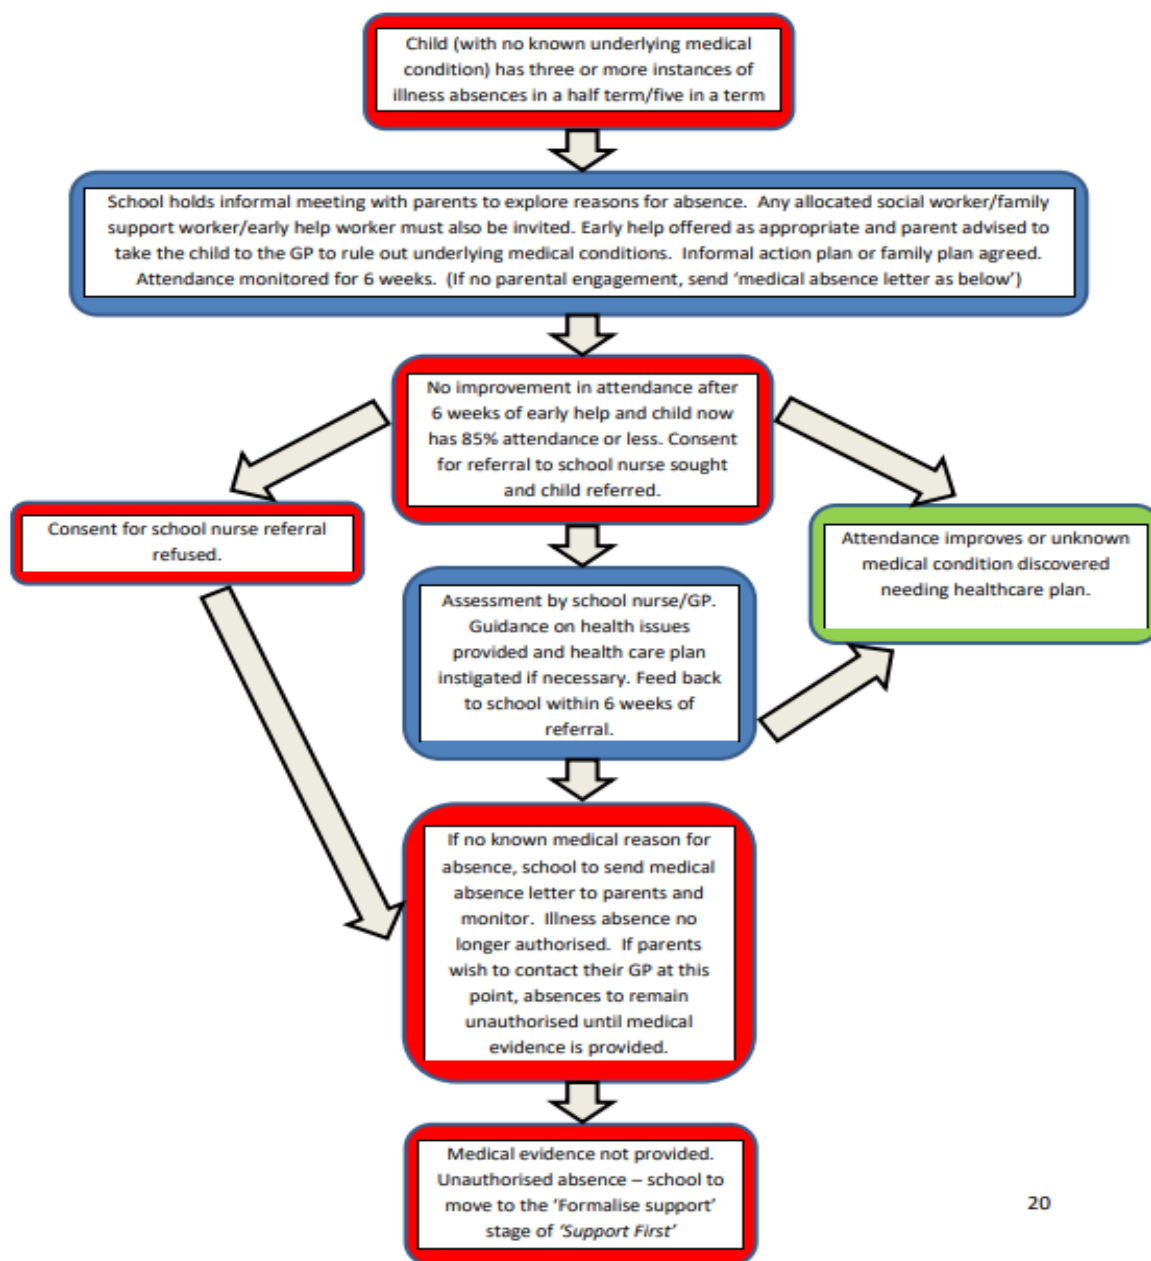 Child (with no known underlying medical
condition) has three or more instances of
illness absences in a half term/five in a term
School holds informal meeting with parents to explore reasons for absence.  Any allocated social worker/family
support worker/early help worker must also be invited. Early help offered as appropriate and parent advised to
take the child to the GP to rule out underlying medical conditions.  Informal action plan or family plan agreed.
Attendance monitored for 6 weeks.  (If no parental engagement, send ‘medical absence letter as below’)
No improvement in attendance after
6 weeks of early help and child now
has 85% attendance or less. Consent
for referral to school nurse sought
and child referred.
Consent for school nurse referral
refused.
Attendance improves or unknown
medical condition discovered
needing healthcare plan.
Assessment by school nurse/GP.
Guidance on health issues
provided and health care plan
instigated if necessary. Feed back
to school within 6 weeks of
referral.
If no known medical reason for
absence, school to send medical
absence letter to parents and
monitor.  Illness absence no
longer authorised.  If parents
wish to contact their GP at this
point, absences to remain
unauthorised until medical
evidence is provided.
Medical evidence not provided.
Unauthorised absence – school to
move to the ‘Formalise support’
stage of ‘Support First’
20